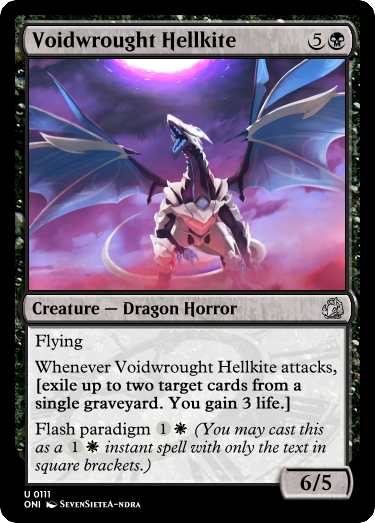 Voidwrought Hellkite 5
Creature — Dragon Horror
Flying
Whenever Voidwrought Hellkite attacks,
[exile up to two target cards from a
single graveyard. You gain 3 life.]
Flash paradigm 1 (You may cast this
as a 1 instant spell with only the text in
square brackets.)
6/5
U 0111
ONI SevenSieteA-ndra